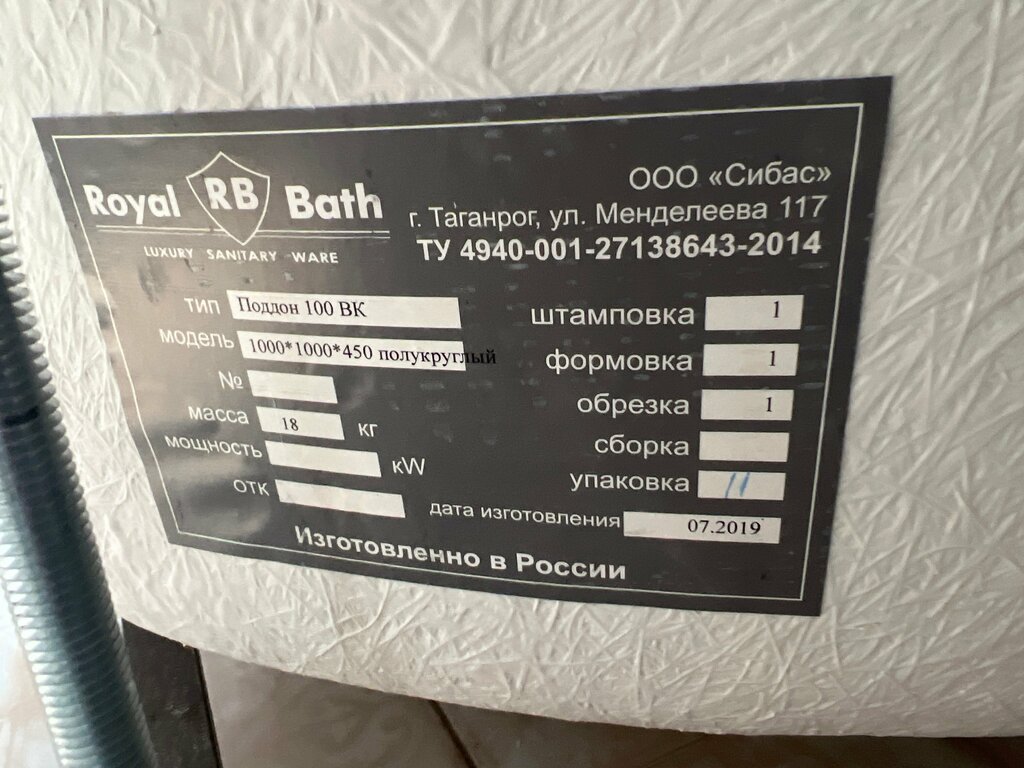 Royal RB Bath
LUXURY SANITARY WARE
ООО «Сибас»
г. Таганрог, ул. Менделеева 117
ТУ 4940-001-27138643-2014
тип Поддон 100 ВК
модель 1000*1000*450 полукруглый
№
масса 18 кг
мощность кW
ОТК
штамповка 1
формовка 1
обрезка 1
сборка
упаковка 11
дата изготовления 07.2019
Изготовленно в России